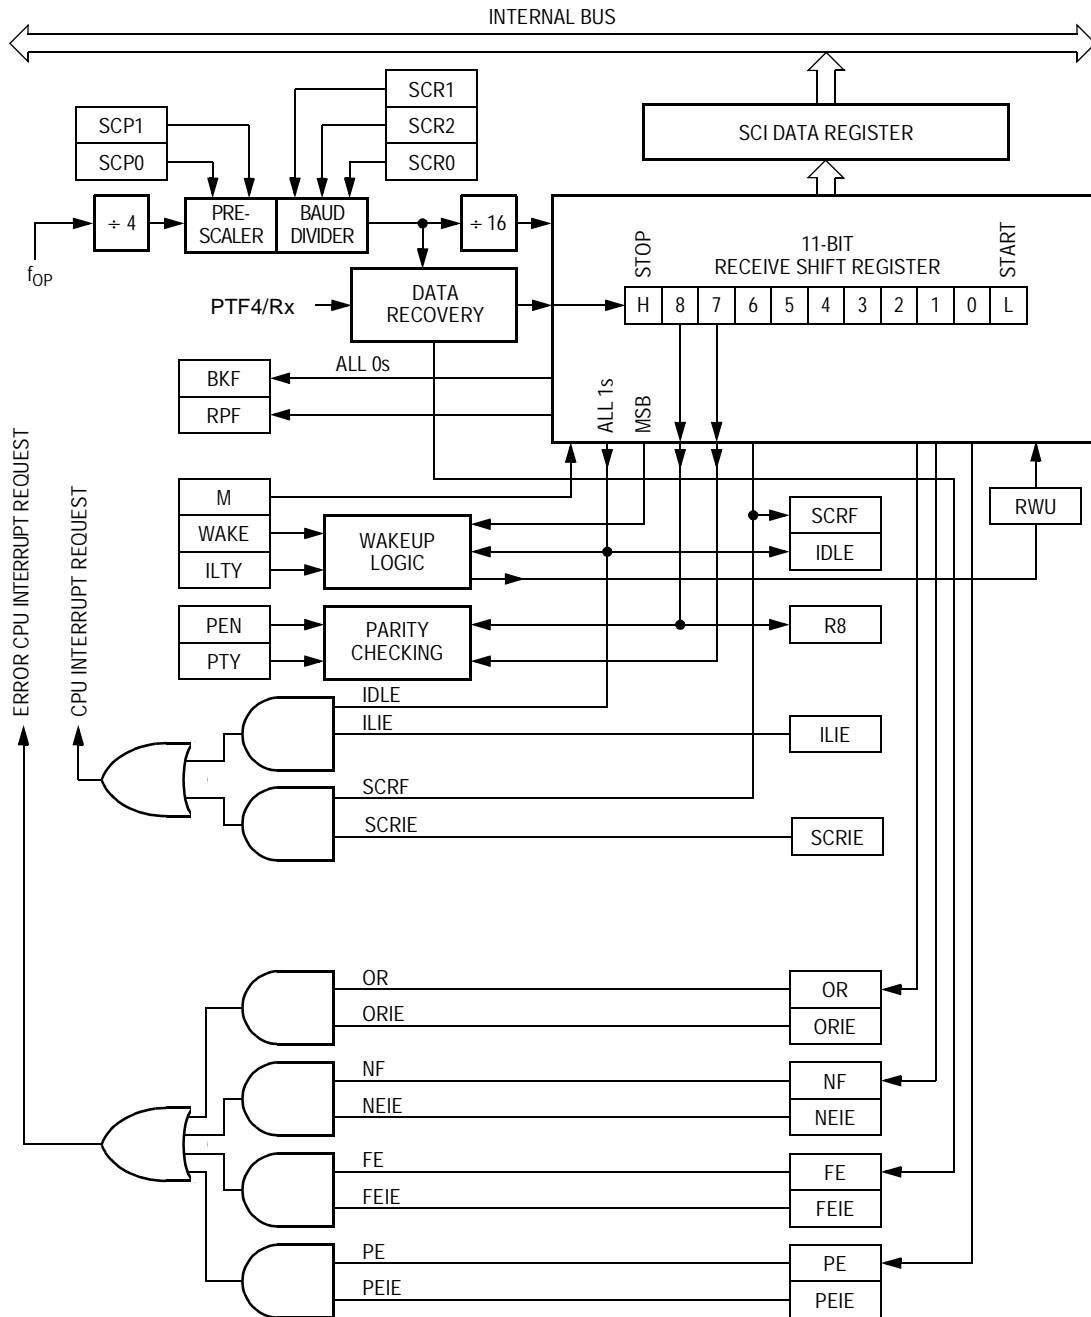 INTERNAL BUS
SCR1
SCR2
SCR0
SCP1
SCP0
SCI DATA REGISTER
÷ 4
PRE-
SCALER
BAUD
DIVIDER
÷ 16
fOP
STOP
11-BIT
RECEIVE SHIFT REGISTER
START
PTF4/Rx
DATA
RECOVERY
H 8 7 6 5 4 3 2 1 0 L
BKF
ALL 0s
RPF
ALL 1s
MSB
ERROR CPU INTERRUPT REQUEST
CPU INTERRUPT REQUEST
M
WAKE
ILTY
WAKEUP
LOGIC
SCRF
IDLE
RWU
PEN
PTY
PARITY
CHECKING
R8
IDLE
ILIE
ILIE
SCRF
SCRIE
SCRIE
OR
OR
ORIE
ORIE
NF
NF
NEIE
NEIE
FE
FE
FEIE
FEIE
PE
PE
PEIE
PEIE